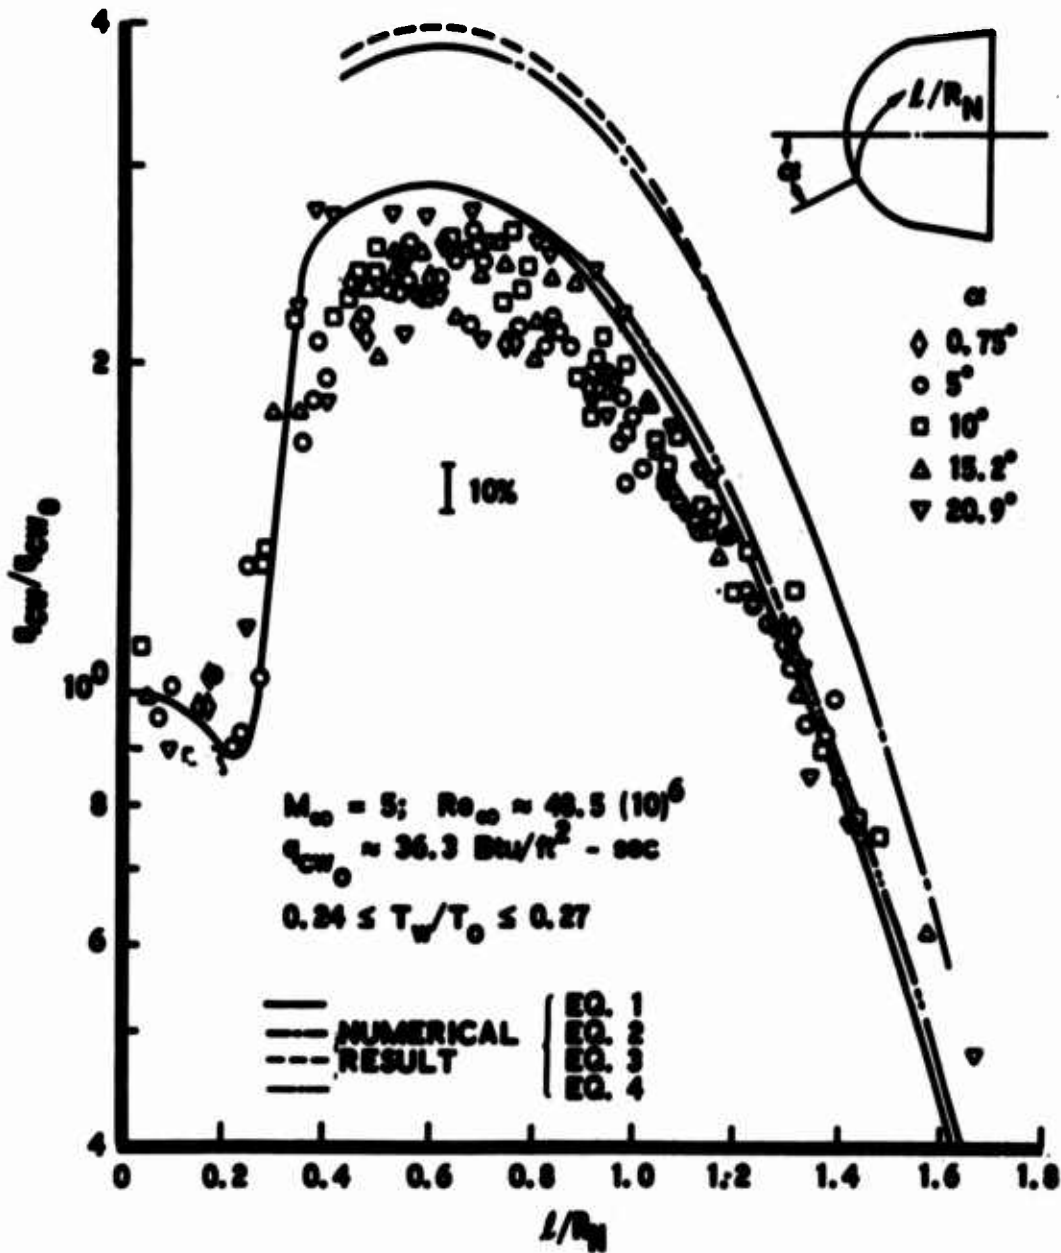 4
2
10⁰
8
6
4
q_CW/q_CW_0
0
0.2
0.4
0.6
0.8
1.0
1.2
1.4
1.6
1.8
ℓ/R_N
ℓ/R_N
α
α
0.75°
5°
10°
15.2°
20.9°
10%
M_∞ = 5; Re_∞ ≈ 48.5 (10)⁶
q_CW_0 ≈ 36.3 Btu/ft² - sec
0.24 ≤ T_w/T_0 ≤ 0.27
NUMERICAL
RESULT
EQ. 1
EQ. 2
EQ. 3
EQ. 4